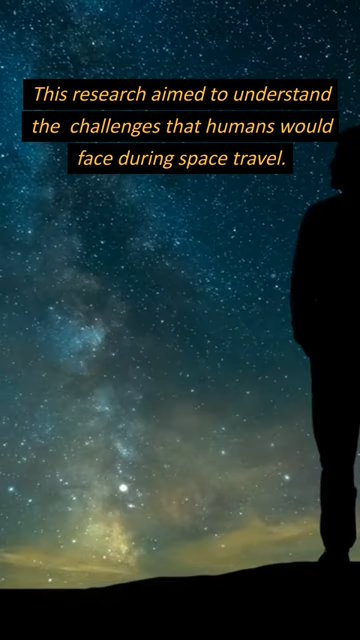 This research aimed to understand
the  challenges that humans would
face during space travel.